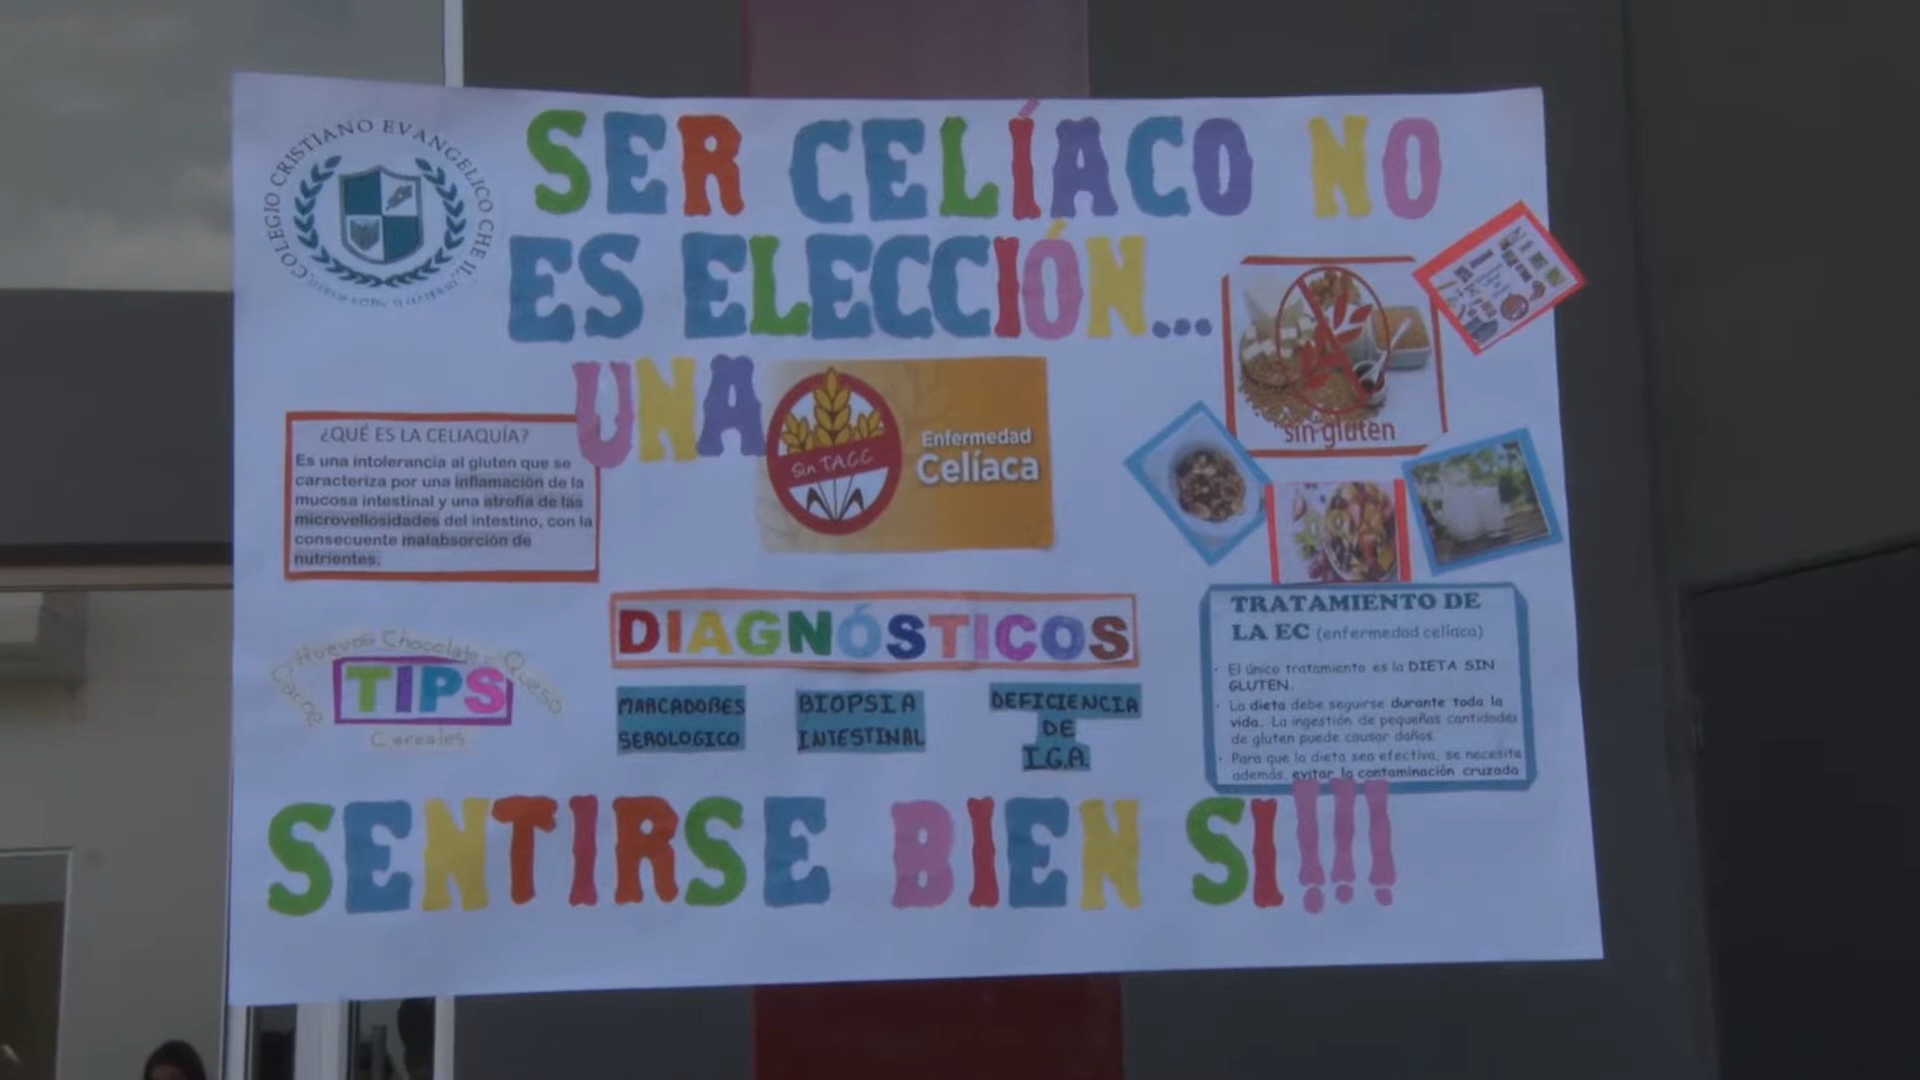 COLEGIO CRISTIANO EVANGELICO CHE IL
SER CELÍACO NO
ES ELECCIÓN...
UNA
Sin TACC
Enfermedad
Celíaca
sin gluten
¿QUÉ ES LA CELIAQUÍA?
Es una intolerancia al gluten que se
caracteriza por una inflamación de la
mucosa intestinal y una atrofia de las
microvellosidades del intestino, con la
consecuente malabsorción de
nutrientes.
Carne Huevos Chocolate Queso
TIPS
Cereales
DIAGNÓSTICOS
MARCADORES
SEROLOGICO
BIOPSIA
INTESTINAL
DEFICIENCIA
DE
I.G.A.
TRATAMIENTO DE
LA EC (enfermedad celíaca)
· El único tratamiento es la DIETA SIN
GLUTEN.
· La dieta debe seguirse durante toda la
vida. La ingestión de pequeñas cantidades
de gluten puede causar daños.
· Para que la dieta sea efectiva, se necesita
además, evitar la contaminación cruzada
SENTIRSE BIEN SI!!!